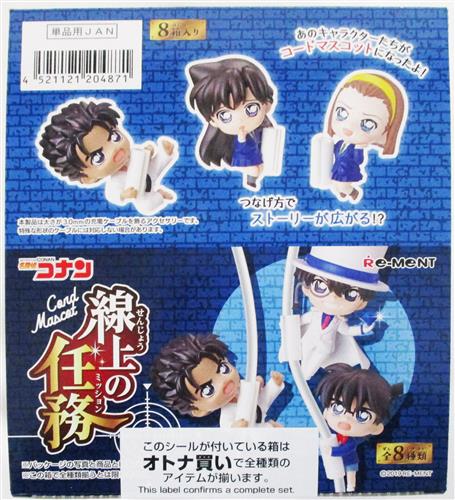 単品用JAN
4 521121 204871
8箱入り
あのキャラクターたちが
コードマスコットになったよ!
つなげ方で
ストーリーが広がる!?
本製品は太さが3.0mmの充電ケーブルを飾るアクセサリーです。
特殊な形状のケーブルには対応しない場合があります。
名探偵コナン
CONAN
Re-MeNT
Cord
Mascot
せんじょう
線上の
任務
ミッション
全8種類
※パッケージの写真と商品と
※この箱で全種類揃うとは限
©2019 RE-MENT
このシールが付いている箱は
オトナ買いで全種類の
アイテムが揃います。
This label confirms a complete set.